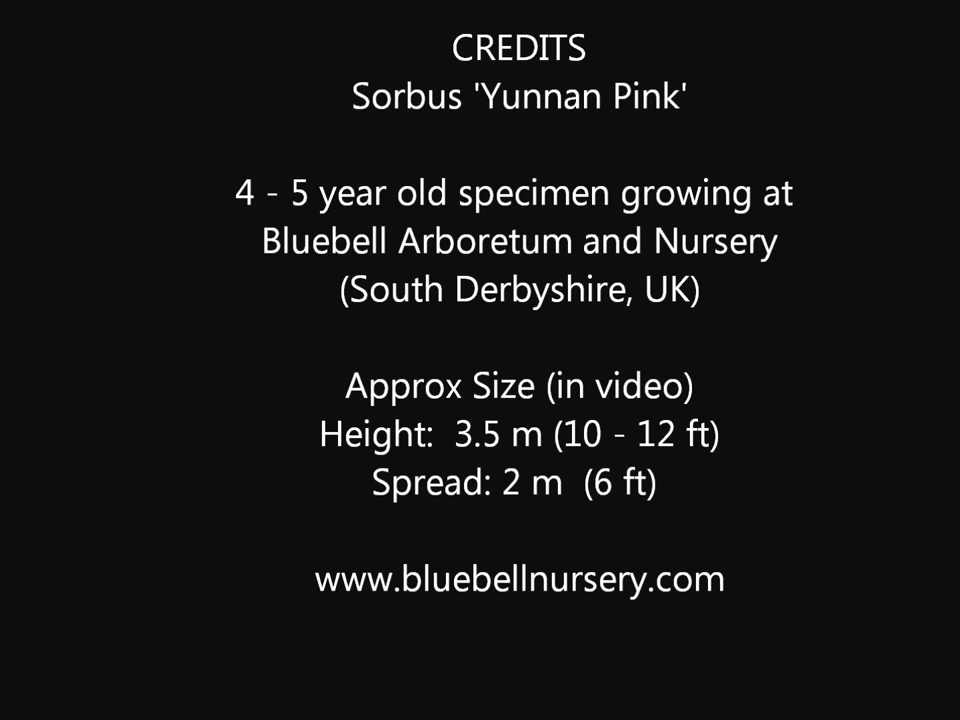 CREDITS
Sorbus 'Yunnan Pink'
4 - 5 year old specimen growing at
Bluebell Arboretum and Nursery
(South Derbyshire, UK)
Approx Size (in video)
Height:  3.5 m (10 - 12 ft)
Spread: 2 m  (6 ft)
www.bluebellnursery.com